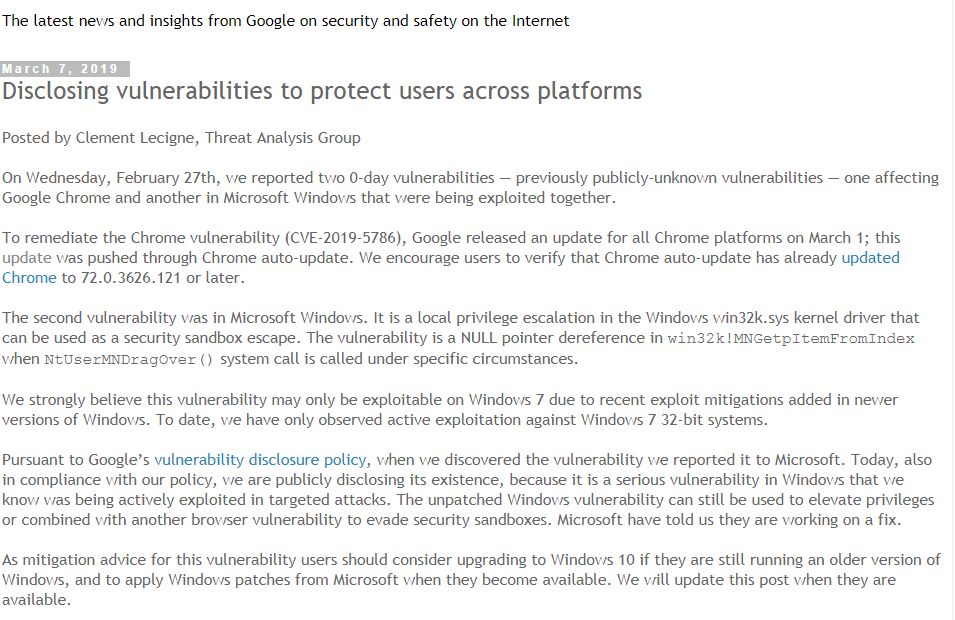 The latest news and insights from Google on security and safety on the Internet
March 7, 2019
Disclosing vulnerabilities to protect users across platforms
Posted by Clement Lecigne, Threat Analysis Group
On Wednesday, February 27th, we reported two 0-day vulnerabilities — previously publicly-unknown vulnerabilities — one affecting
Google Chrome and another in Microsoft Windows that were being exploited together.
To remediate the Chrome vulnerability (CVE-2019-5786), Google released an update for all Chrome platforms on March 1; this
update was pushed through Chrome auto-update. We encourage users to verify that Chrome auto-update has already updated
Chrome to 72.0.3626.121 or later.
The second vulnerability was in Microsoft Windows. It is a local privilege escalation in the Windows win32k.sys kernel driver that
can be used as a security sandbox escape. The vulnerability is a NULL pointer dereference in win32k!MNGetpItemFromIndex
when NtUserMNDragOver() system call is called under specific circumstances.
We strongly believe this vulnerability may only be exploitable on Windows 7 due to recent exploit mitigations added in newer
versions of Windows. To date, we have only observed active exploitation against Windows 7 32-bit systems.
Pursuant to Google’s vulnerability disclosure policy, when we discovered the vulnerability we reported it to Microsoft. Today, also
in compliance with our policy, we are publicly disclosing its existence, because it is a serious vulnerability in Windows that we
know was being actively exploited in targeted attacks. The unpatched Windows vulnerability can still be used to elevate privileges
or combined with another browser vulnerability to evade security sandboxes. Microsoft have told us they are working on a fix.
As mitigation advice for this vulnerability users should consider upgrading to Windows 10 if they are still running an older version of
Windows, and to apply Windows patches from Microsoft when they become available. We will update this post when they are
available.